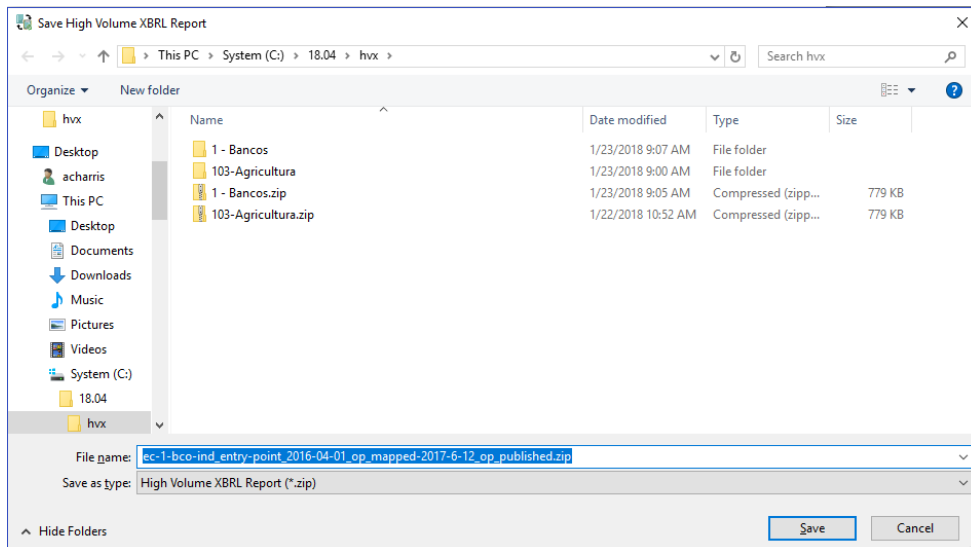 Save High Volume XBRL Report
This PC > System (C:) > 18.04 > hvx >
Search hvx
Organize
New folder
Name Date modified Type Size
hvx
Desktop
acharris
This PC
Desktop
Documents
Downloads
Music
Pictures
Videos
System (C:)
18.04
hvx
1 - Bancos 1/23/2018 9:07 AM File folder
103-Agricultura 1/23/2018 9:00 AM File folder
1 - Bancos.zip 1/23/2018 9:05 AM Compressed (zipp... 779 KB
103-Agricultura.zip 1/22/2018 10:52 AM Compressed (zipp... 779 KB
File name: ec-1-bco-ind_entry-point_2016-04-01_op_mapped-2017-6-12_op_published.zip
Save as type: High Volume XBRL Report (*.zip)
Hide Folders
Save
Cancel